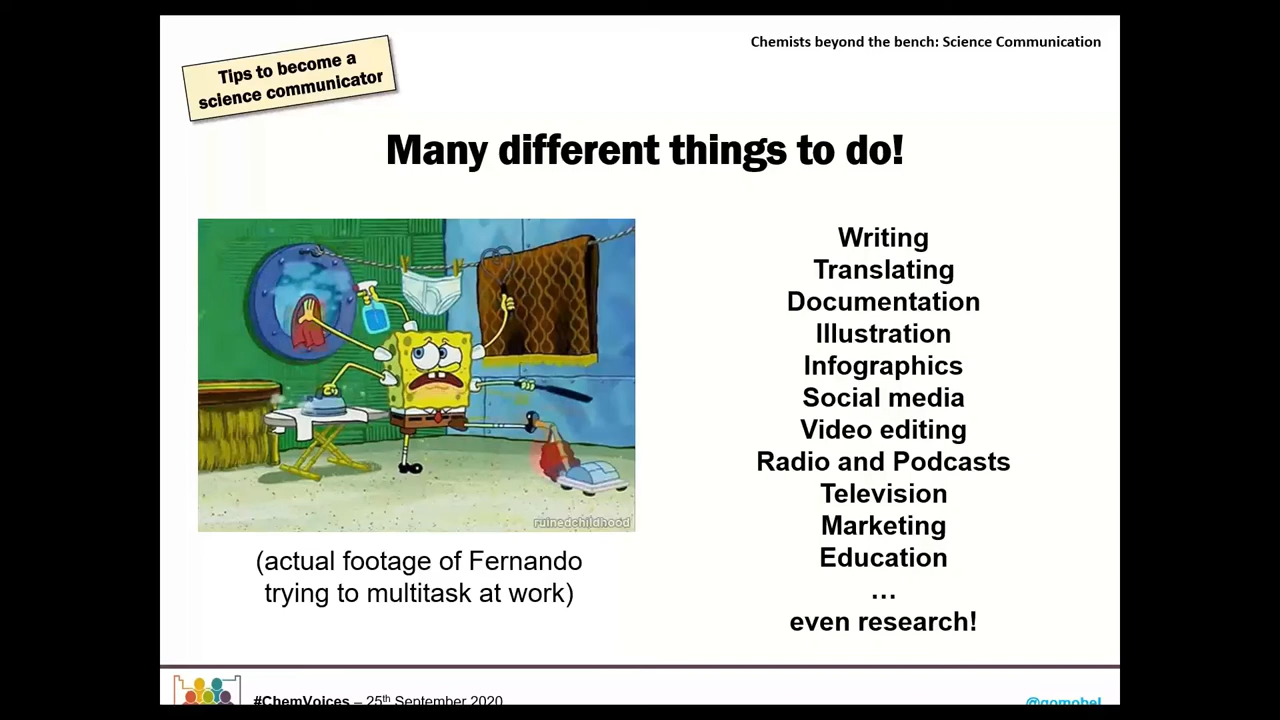 Chemists beyond the bench: Science Communication
Tips to become a
science communicator
Many different things to do!
Writing
Translating
Documentation
Illustration
Infographics
Social media
Video editing
Radio and Podcasts
Television
Marketing
Education
…
even research!
ruinedchildhood
(actual footage of Fernando
trying to multitask at work)
#ChemVoices – 25th September 2020
@gomobel